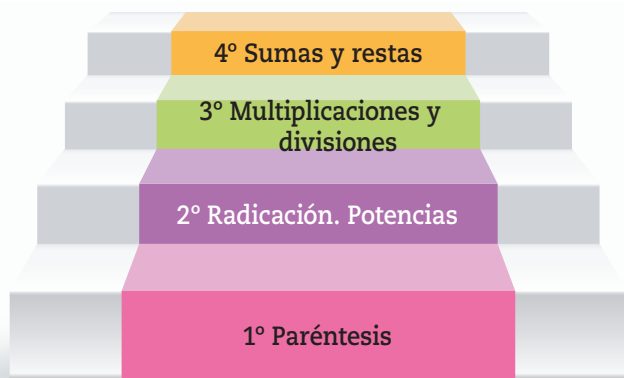 4º Sumas y restas
3º Multiplicaciones y
divisiones
2º Radicación. Potencias
1º Paréntesis